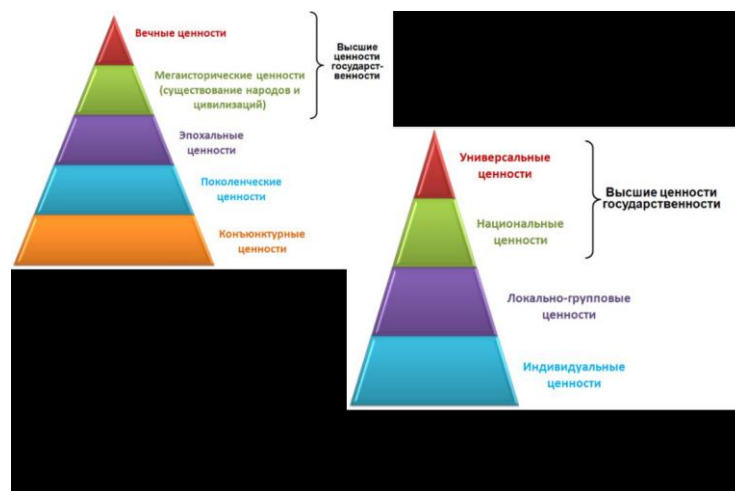 Вечные ценности
Мегаисторические ценности
(существование народов и
цивилизаций)
Эпохальные
ценности
Поколенческие
ценности
Конъюнктурные
ценности
Высшие
ценности
государст-
венности
Универсальные
ценности
Национальные
ценности
Локально-групповые
ценности
Индивидуальные
ценности
Высшие ценности
государственности